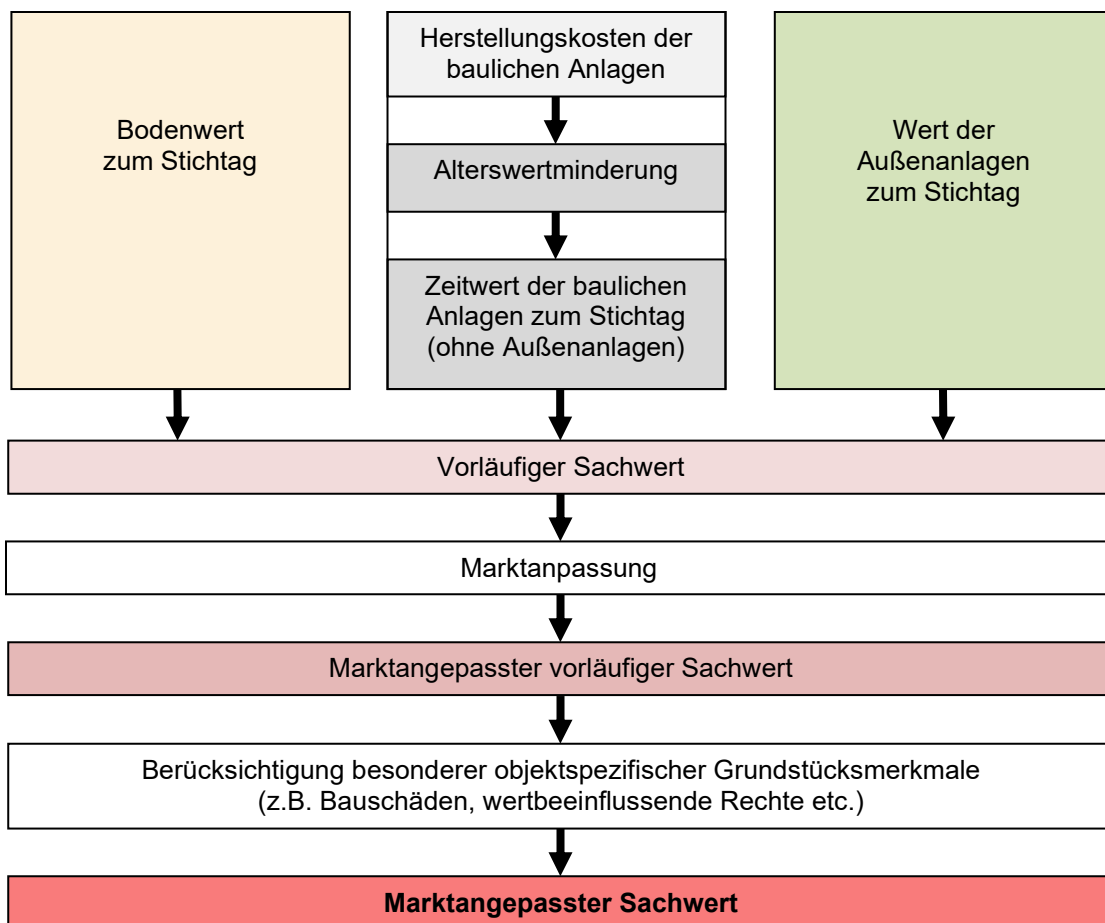 Bodenwert
zum Stichtag
Herstellungskosten der
baulichen Anlagen
Alterswertminderung
Zeitwert der baulichen
Anlagen zum Stichtag
(ohne Außenanlagen)
Wert der
Außenanlagen
zum Stichtag
Vorläufiger Sachwert
Marktanpassung
Marktangepasster vorläufiger Sachwert
Berücksichtigung besonderer objektspezifischer Grundstücksmerkmale
(z.B. Bauschäden, wertbeeinflussende Rechte etc.)
Marktangepasster Sachwert